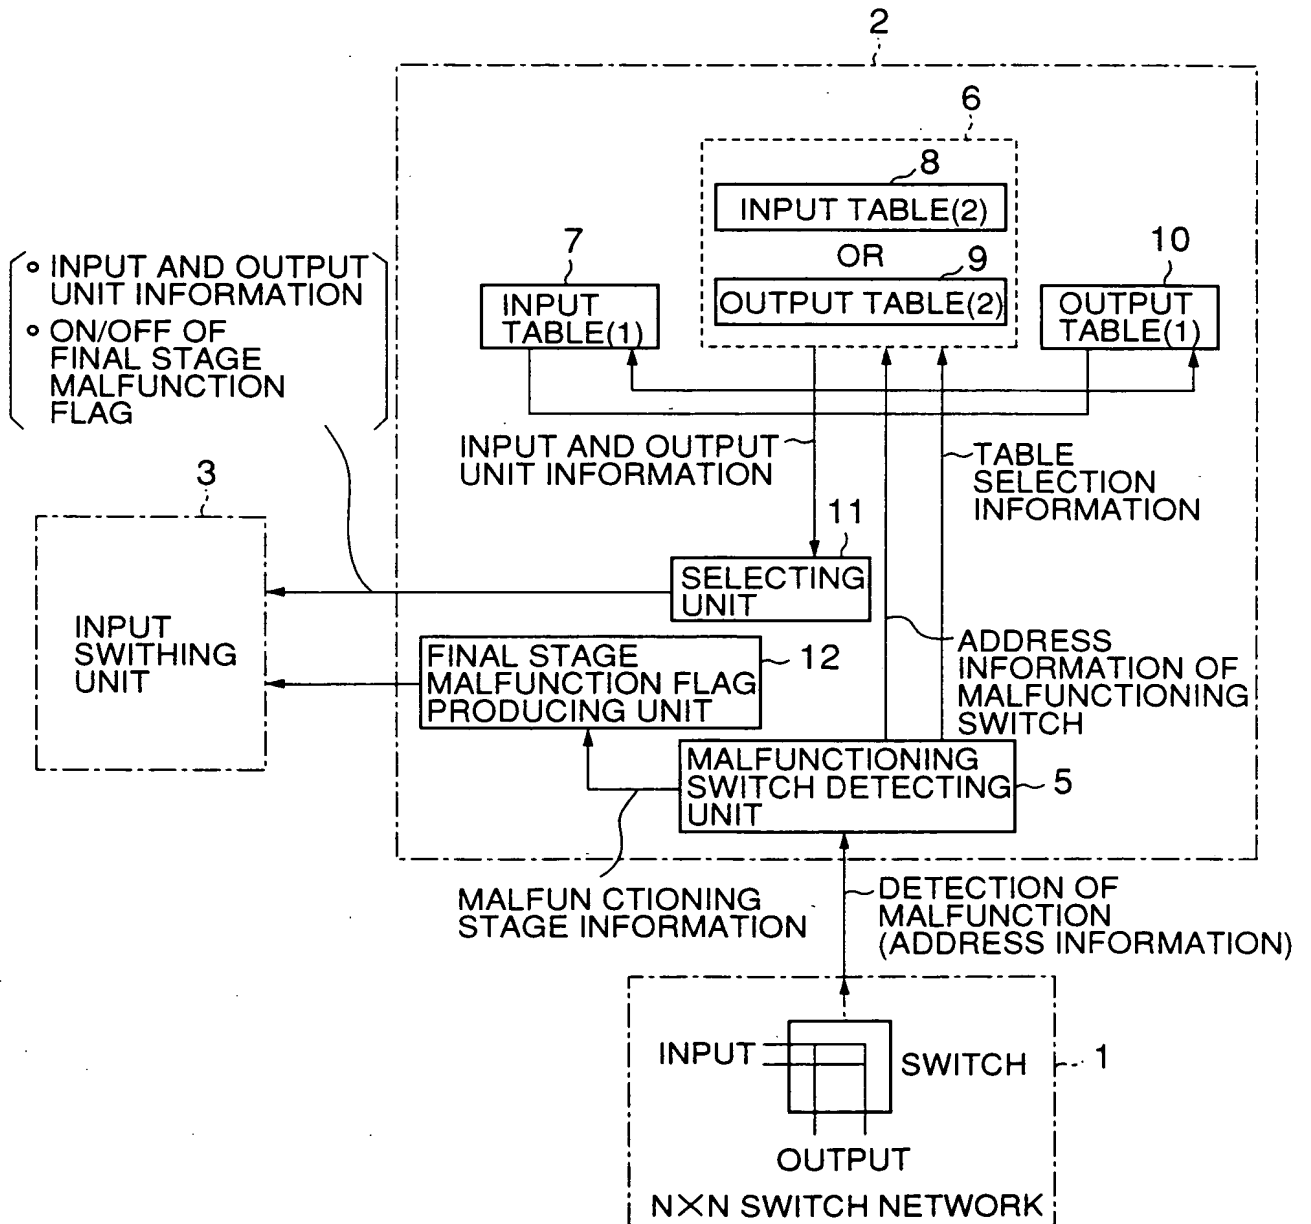 2
6
8
INPUT TABLE(2)
OR
9
OUTPUT TABLE(2)
7
INPUT
TABLE(1)
10
OUTPUT
TABLE(1)
INPUT AND OUTPUT
UNIT INFORMATION
ON/OFF OF
FINAL STAGE
MALFUNCTION
FLAG
INPUT AND OUTPUT
UNIT INFORMATION
TABLE
SELECTION
INFORMATION
3
INPUT
SWITHING
UNIT
11
SELECTING
UNIT
FINAL STAGE
MALFUNCTION FLAG
PRODUCING UNIT
12
ADDRESS
INFORMATION OF
MALFUNCTIONING
SWITCH
MALFUNCTIONING
SWITCH DETECTING
UNIT
5
MALFUN CTIONING
STAGE INFORMATION
DETECTION OF
MALFUNCTION
(ADDRESS INFORMATION)
INPUT
SWITCH
1
OUTPUT
N×N SWITCH NETWORK